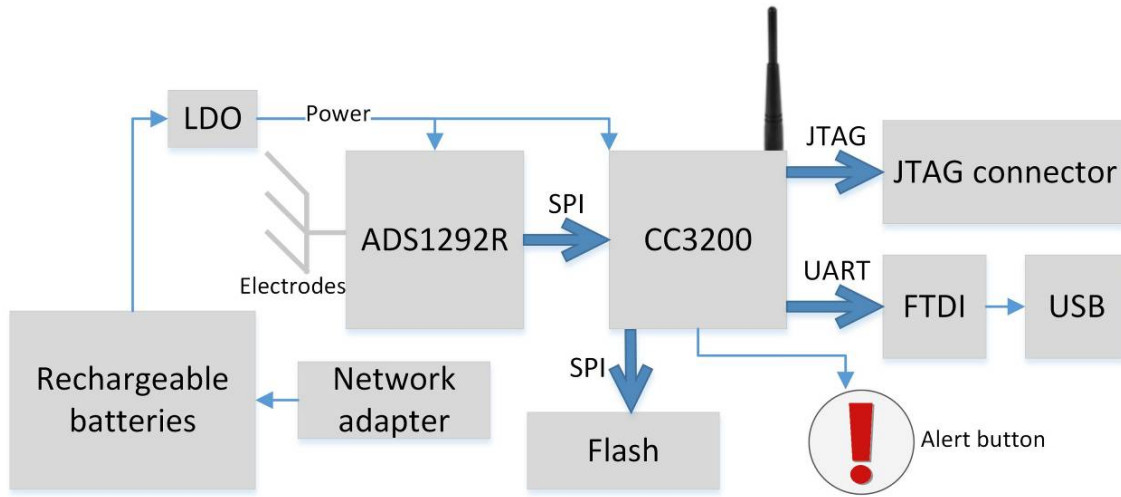 LDO
Power
JTAG
JTAG connector
SPI
ADS1292R
CC3200
Electrodes
UART
FTDI
USB
Rechargeable
batteries
Network
adapter
SPI
Flash
Alert button